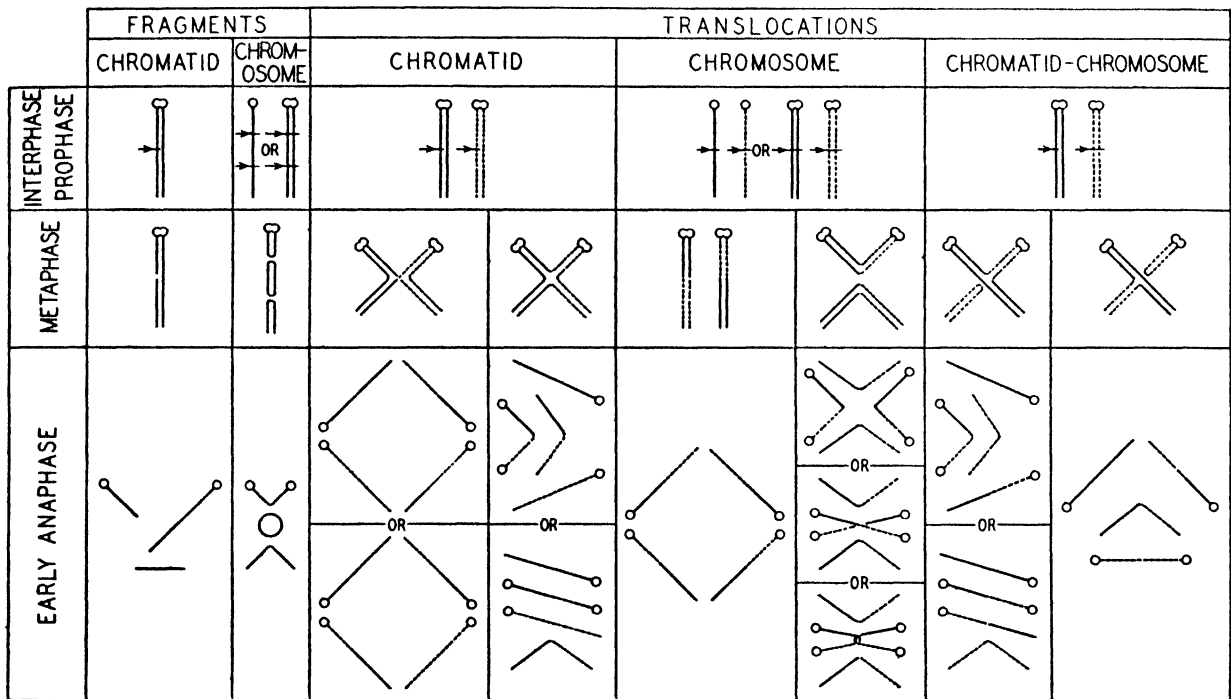 FRAGMENTS
TRANSLOCATIONS
CHROMATID
CHROM-
OSOME
CHROMATID
CHROMOSOME
CHROMATID-CHROMOSOME
INTERPHASE
PROPHASE
OR
OR
METAPHASE
EARLY ANAPHASE
OR
OR
OR
OR
OR